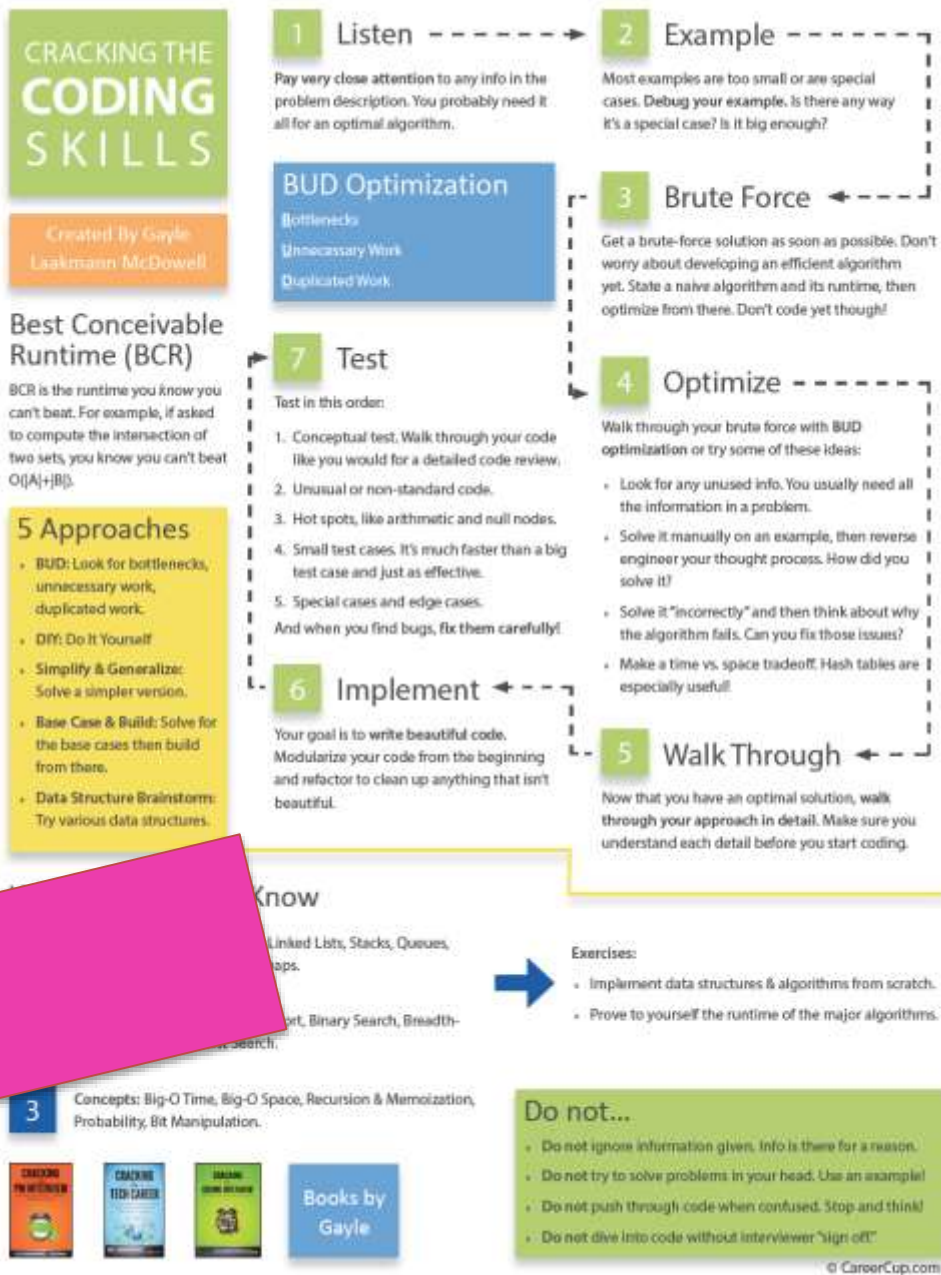 CRACKING THE
CODING
SKILLS
Created By Gayle
Laakmann McDowell
Best Conceivable
Runtime (BCR)
BCR is the runtime you know you
can't beat. For example, if asked
to compute the intersection of
two sets, you know you can't beat
O(|A|+|B|).
5 Approaches
• BUD: Look for bottlenecks,
unnecessary work,
duplicated work.
• DIY: Do It Yourself
• Simplify & Generalize:
Solve a simpler version.
• Base Case & Build: Solve for
the base cases then build
from there.
• Data Structure Brainstorm:
Try various data structures.
1 Listen
Pay very close attention to any info in the
problem description. You probably need it
all for an optimal algorithm.
BUD Optimization
Bottlenecks
Unnecessary Work
Duplicated Work
2 Example
Most examples are too small or are special
cases. Debug your example. Is there any way
it's a special case? Is it big enough?
3 Brute Force
Get a brute-force solution as soon as possible. Don't
worry about developing an efficient algorithm
yet. State a naive algorithm and its runtime, then
optimize from there. Don't code yet though!
4 Optimize
Walk through your brute force with BUD
optimization or try some of these ideas:
• Look for any unused info. You usually need all
the information in a problem.
• Solve it manually on an example, then reverse
engineer your thought process. How did you
solve it?
• Solve it "incorrectly" and then think about why
the algorithm fails. Can you fix those issues?
• Make a time vs. space tradeoff. Hash tables are
especially useful!
5 Walk Through
Now that you have an optimal solution, walk
through your approach in detail. Make sure you
understand each detail before you start coding.
6 Implement
Your goal is to write beautiful code.
Modularize your code from the beginning
and refactor to clean up anything that isn't
beautiful.
7 Test
Test in this order:
1. Conceptual test. Walk through your code
like you would for a detailed code review.
2. Unusual or non-standard code.
3. Hot spots, like arithmetic and null nodes.
4. Small test cases. It's much faster than a big
test case and just as effective.
5. Special cases and edge cases.
And when you find bugs, fix them carefully!
Know
Linked Lists, Stacks, Queues,
Binary Search, Breadth-
Search.
3 Concepts: Big-O Time, Big-O Space, Recursion & Memoization,
Probability, Bit Manipulation.
Exercises:
• Implement data structures & algorithms from scratch.
• Prove to yourself the runtime of the major algorithms.
CRACKING
PM INTERVIEW
CRACKING
TECH CAREER
CRACKING
CODING INTERVIEW
Books by
Gayle
Do not...
• Do not ignore information given. Info is there for a reason.
• Do not try to solve problems in your head. Use an example!
• Do not push through code when confused. Stop and think!
• Do not dive into code without interviewer "sign off."
© CareerCup.com